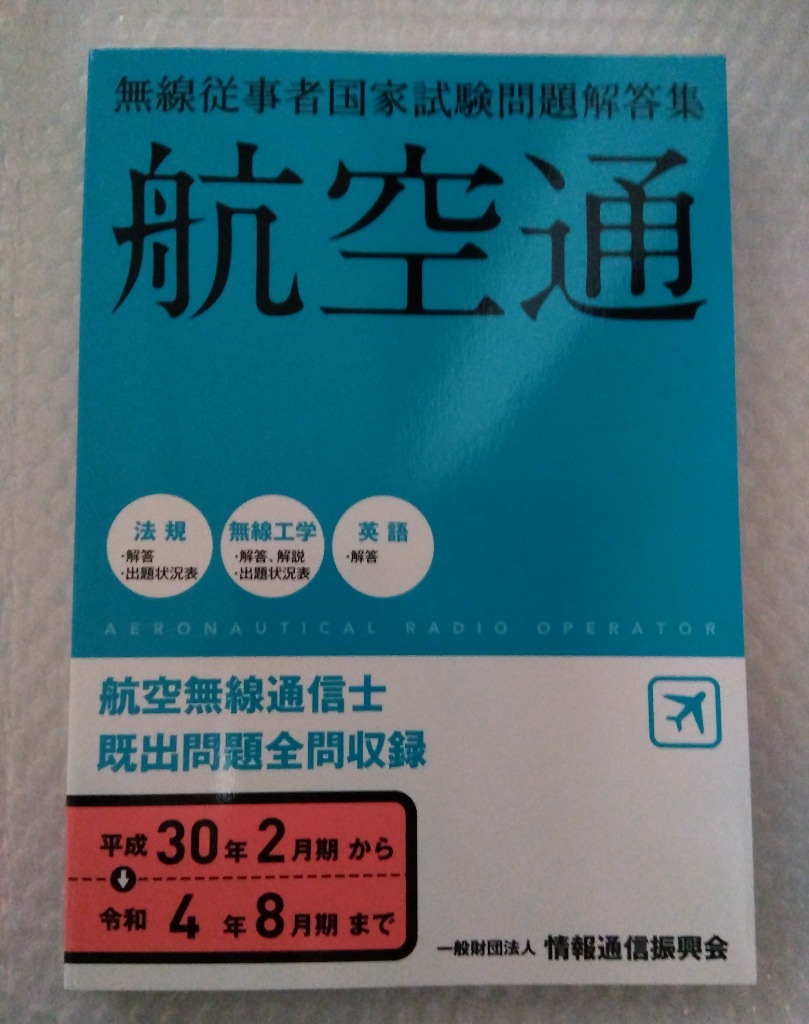 無線従事者国家試験問題解答集
航空通
法規
・解答
・出題状況表
無線工学
・解答、解説
・出題状況表
英語
・解答
AERONAUTICAL RADIO OPERATOR
航空無線通信士
既出問題全問収録
平成30年2月期から
令和4年8月期まで
一般財団法人 情報通信振興会